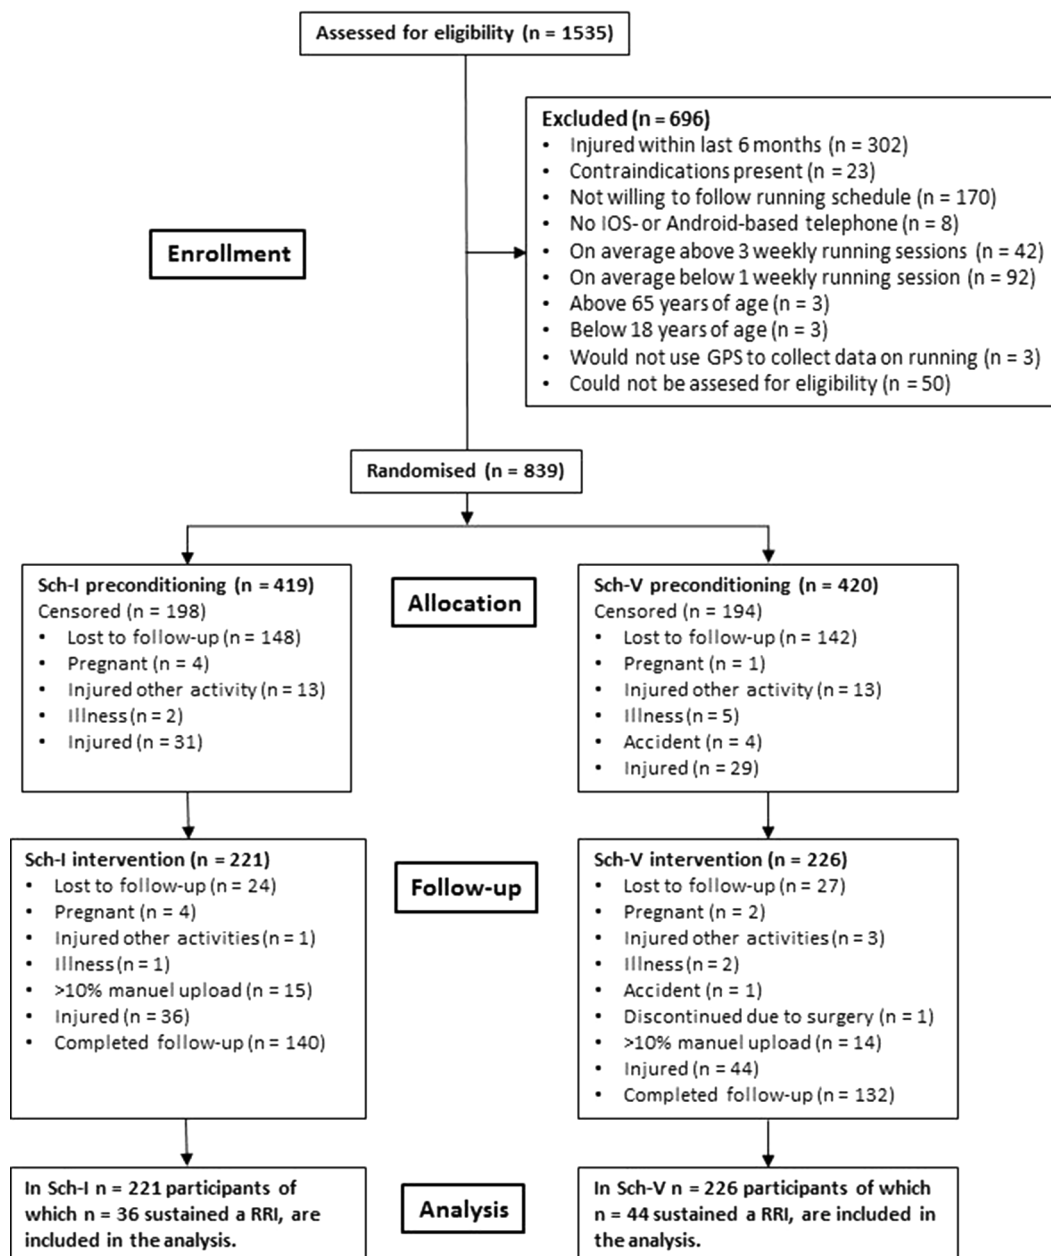 Assessed for eligibility (n = 1535)
Excluded (n = 696)
• Injured within last 6 months (n = 302)
• Contraindications present (n = 23)
• Not willing to follow running schedule (n = 170)
• No IOS- or Android-based telephone (n = 8)
• On average above 3 weekly running sessions (n = 42)
• On average below 1 weekly running session (n = 92)
• Above 65 years of age (n = 3)
• Below 18 years of age (n = 3)
• Would not use GPS to collect data on running (n = 3)
• Could not be assesed for eligibility (n = 50)
Enrollment
Randomised (n = 839)
Sch-I preconditioning (n = 419)
Censored (n = 198)
• Lost to follow-up (n = 148)
• Pregnant (n = 4)
• Injured other activity (n = 13)
• Illness (n = 2)
• Injured (n = 31)
Allocation
Sch-V preconditioning (n = 420)
Censored (n = 194)
• Lost to follow-up (n = 142)
• Pregnant (n = 1)
• Injured other activity (n = 13)
• Illness (n = 5)
• Accident (n = 4)
• Injured (n = 29)
Sch-I intervention (n = 221)
• Lost to follow-up (n = 24)
• Pregnant (n = 4)
• Injured other activities (n = 1)
• Illness (n = 1)
• >10% manuel upload (n = 15)
• Injured (n = 36)
• Completed follow-up (n = 140)
Follow-up
Sch-V intervention (n = 226)
• Lost to follow-up (n = 27)
• Pregnant (n = 2)
• Injured other activities (n = 3)
• Illness (n = 2)
• Accident (n = 1)
• Discontinued due to surgery (n = 1)
• >10% manuel upload (n = 14)
• Injured (n = 44)
• Completed follow-up (n = 132)
In Sch-I n = 221 participants of
which n = 36 sustained a RRI, are
included in the analysis.
Analysis
In Sch-V n = 226 participants of which
n = 44 sustained a RRI, are included in
the analysis.